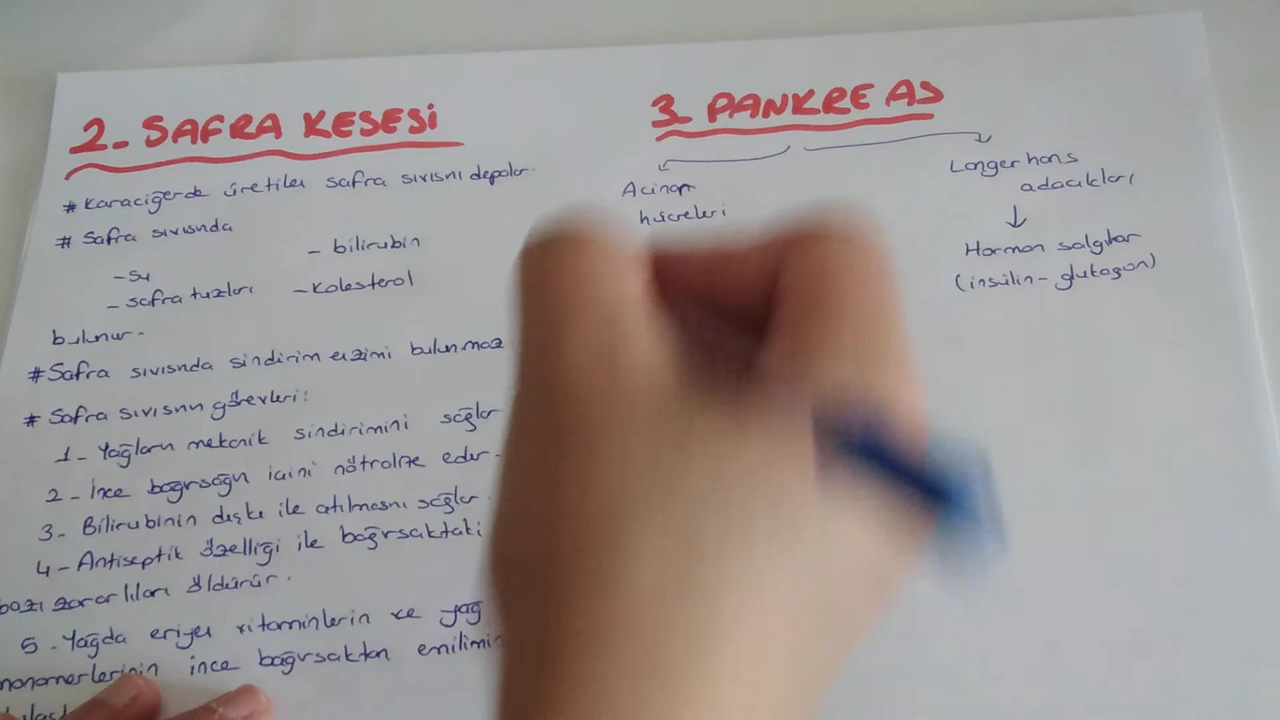 2. SAFRA KESESİ
# Karaciğerde üretilen safra sıvısını depolar.
# Safra sıvısında
- su
- safra tuzları
- bilirubin
- kolesterol
bulunur.
# Safra sıvısında sindirim enzimi bulunmaz
# Safra sıvısının görevleri:
1- Yağların mekanik sindirimini sağlar
2- İnce bağırsağın içini nötralize eder.
3- Bilirubinin dışkı ile atılmasını sağlar.
4- Antiseptik özelliği ile bağırsaktaki
bazı zararlıları öldürür.
5. Yağda eriyen vitaminlerin ve yağ
monomerlerinin ince bağırsaktan
3. PANKREAS
Acinar
hücreleri
Langerhans
adacıkları
↓
Hormon salgılar
(insülin - glukagon)